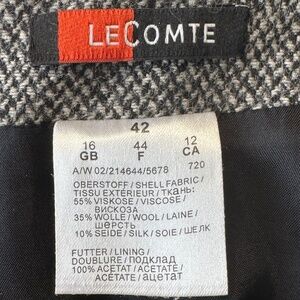 LECOMTE
42
16 44 12
GB F CA
A/W 02/214644/5678 720
OBERSTOFF / SHELL FABRIC /
TISSU EXTÉRIEUR / ТКАНЬ:
55% VISKOSE / VISCOSE /
ВИСКОЗА
35% WOLLE / WOOL / LAINE /
ШЕРСТЬ
10% SEIDE / SILK / SOIE / ШЕЛК
FUTTER / LINING /
DOUBLURE / ПОДКЛАД
100% ACETAT / ACETATE /
ACÉTATE / АЦЕТАТ